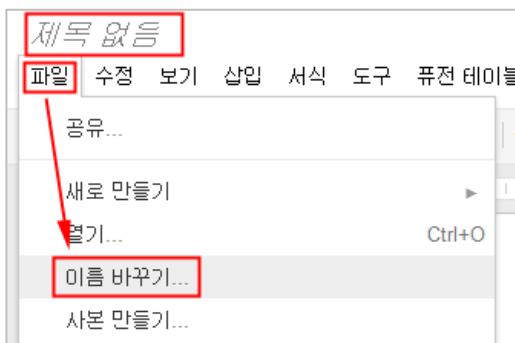 제목 없음
파일 수정 보기 삽입 서식 도구 퓨전 테이블
공유...
새로 만들기 ►
열기... Ctrl+O
이름 바꾸기...
사본 만들기...